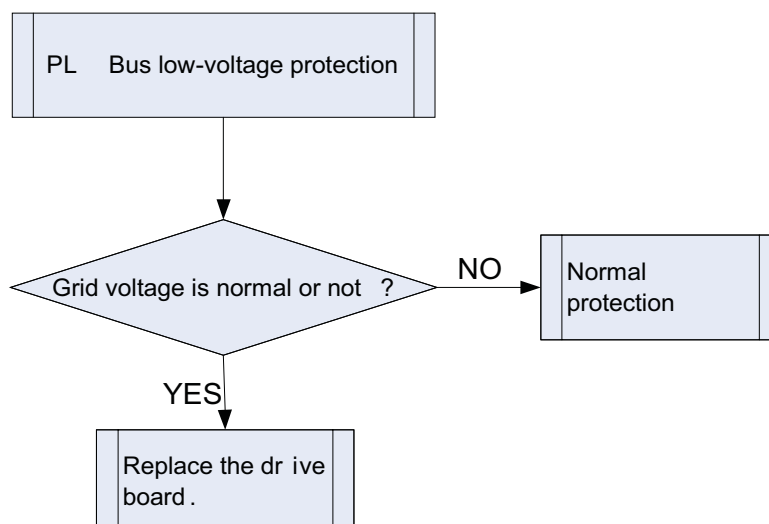 PL Bus low-voltage protection
Grid voltage is normal or not ?
NO
Normal
protection
YES
Replace the dr ive
board .